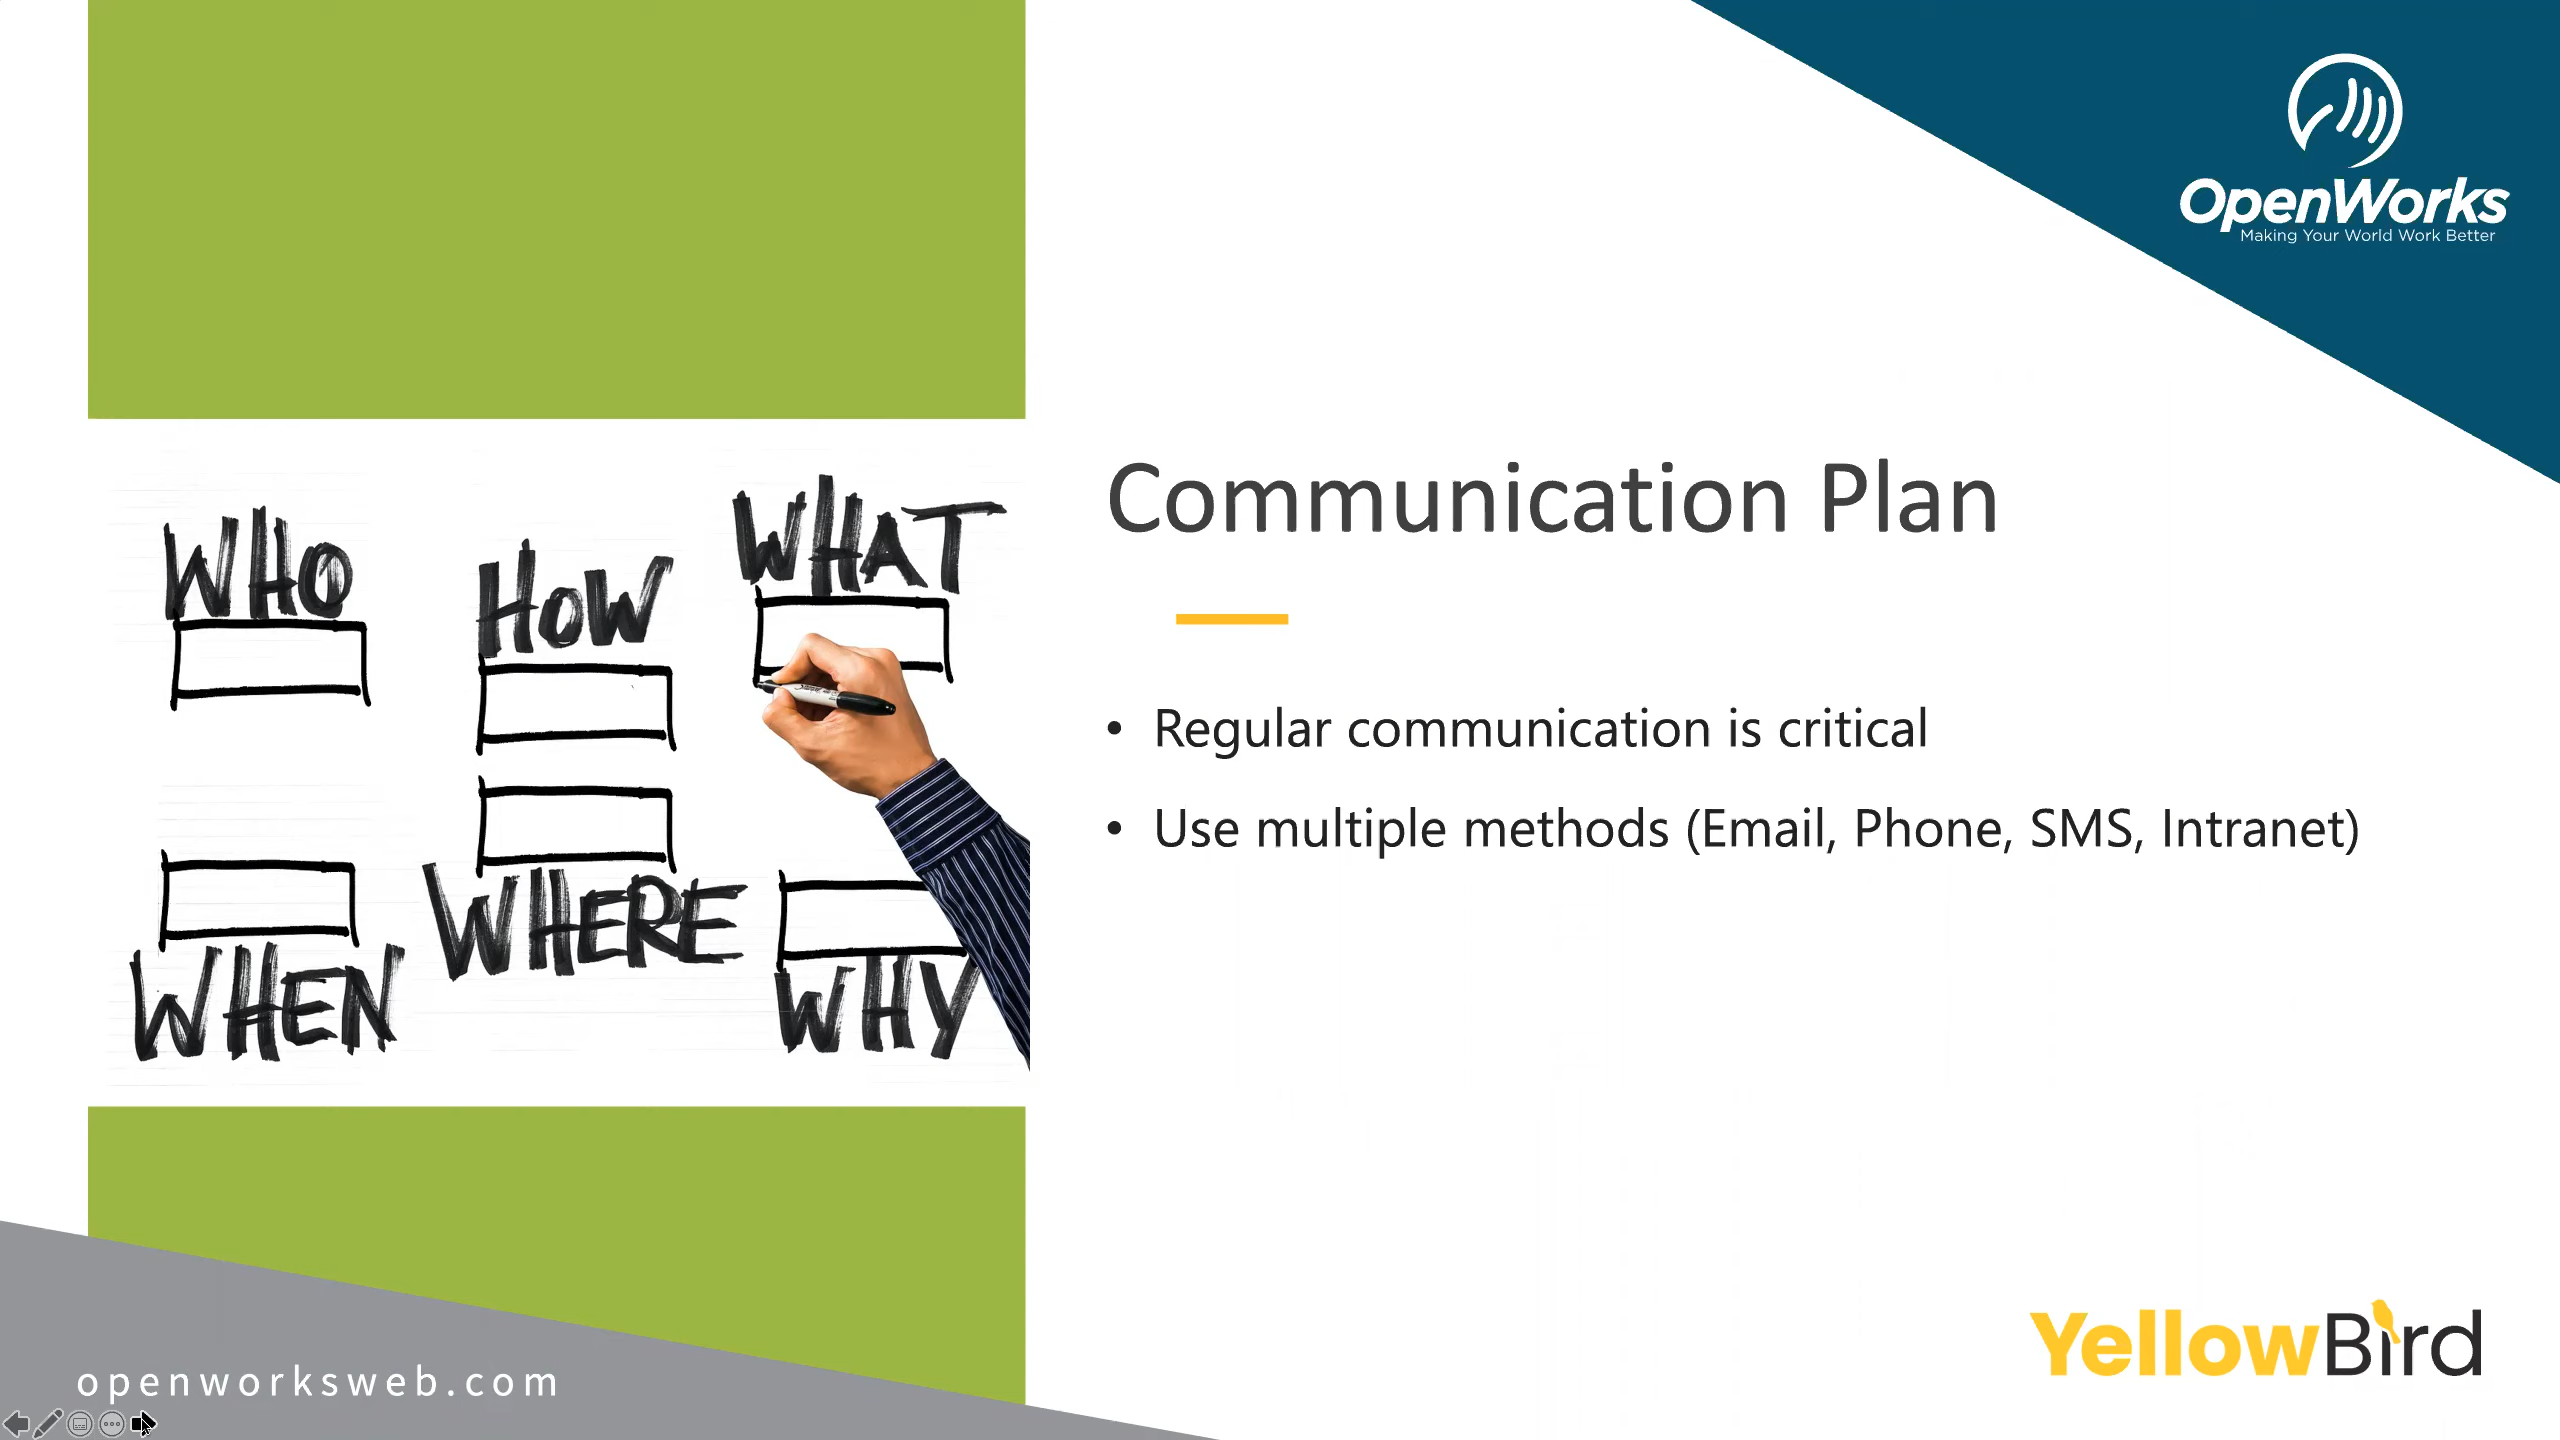 OpenWorks
Making Your World Work Better
WHO
HOW
WHAT
WHEN
WHERE
WHY
Communication Plan
• Regular communication is critical
• Use multiple methods (Email, Phone, SMS, Intranet)
openworksweb.com
YellowBird